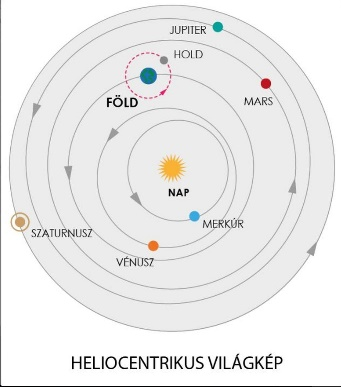 JUPITER
HOLD
FÖLD
MARS
NAP
MERKÚR
SZATURNUSZ
VÉNUSZ
HELIOCENTRIKUS VILÁGKÉP